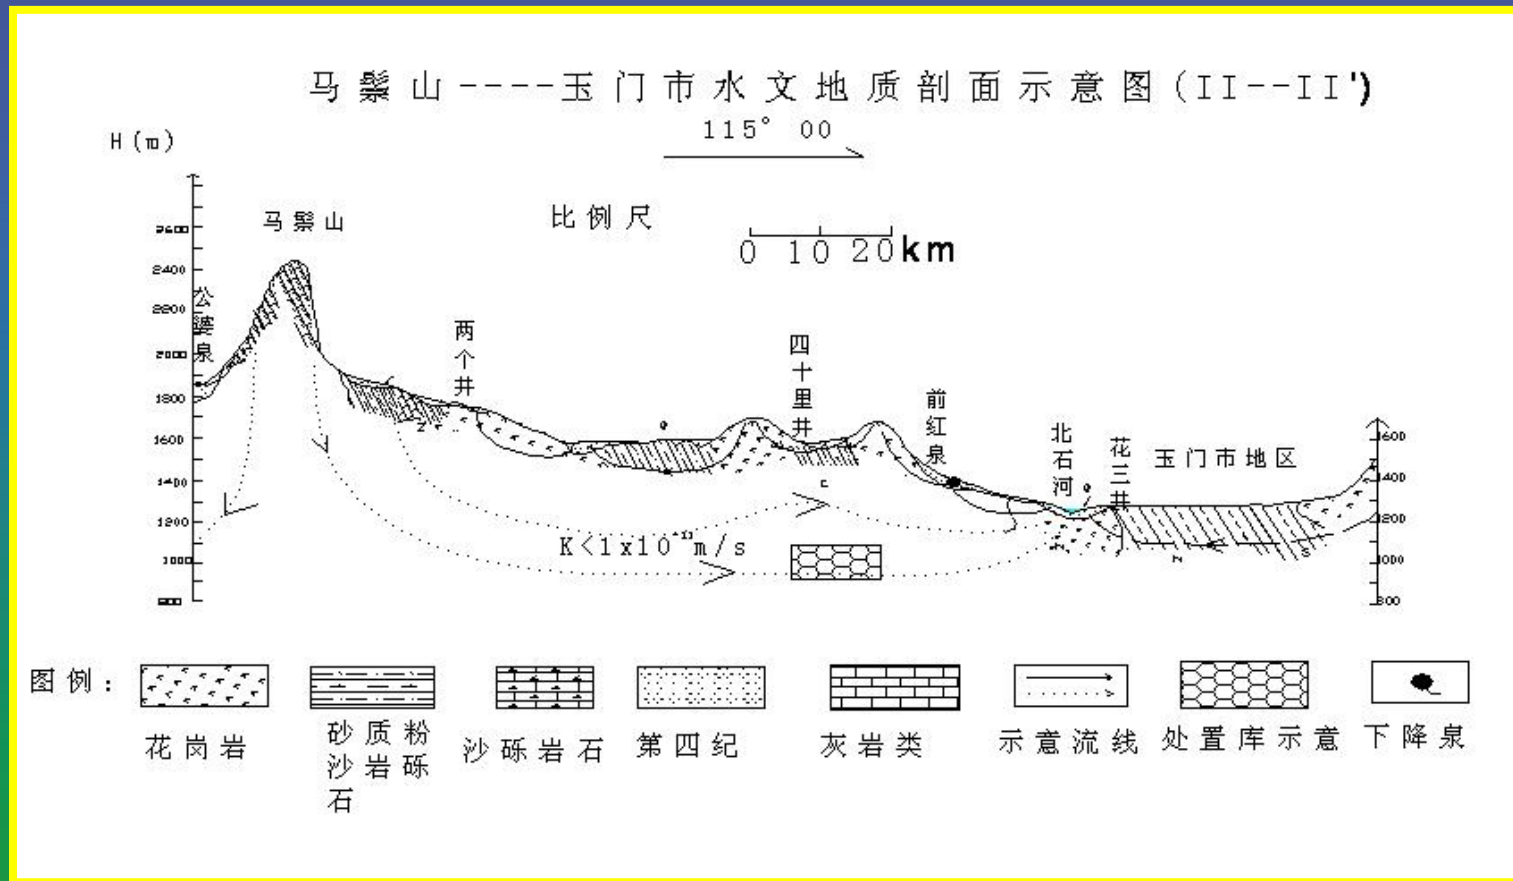 马鬃山----玉门市水文地质剖面示意图(II--II')
115° 00
H(m)
比例尺
0 10 20km
马鬃山
公婆泉
两个井
四十里井
前红泉
北石河
花三井
玉门市地区
2600
2400
2200
2000
1800
1600
1400
1200
1000
800
1600
1400
1200
1000
800
C
Z
Z
S
图例:
花岗岩
砂质粉
沙岩砾
石
沙砾岩石
第四纪
灰岩类
示意流线
处置库示意
下降泉